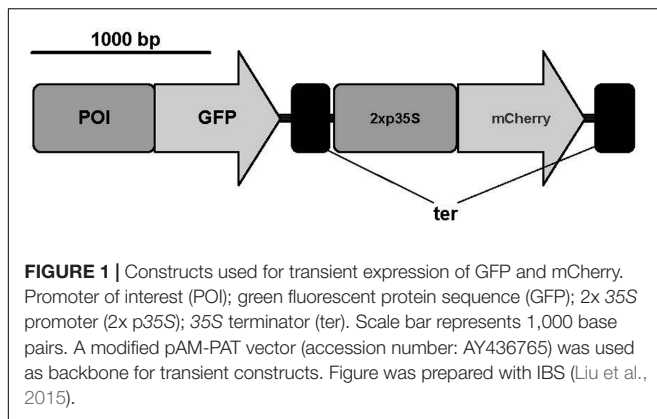 1000 bp
POI GFP 2xp35S mCherry
ter
FIGURE 1 | Constructs used for transient expression of GFP and mCherry.
Promoter of interest (POI); green fluorescent protein sequence (GFP); 2x 35S
promoter (2x p35S); 35S terminator (ter). Scale bar represents 1,000 base
pairs. A modified pAM-PAT vector (accession number: AY436765) was used
as backbone for transient constructs. Figure was prepared with IBS (Liu et al.,
2015).